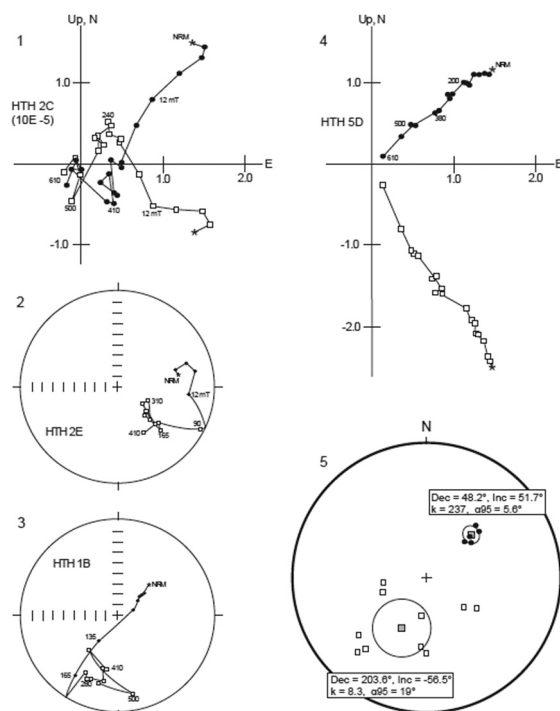 1
Up, N
NRM
1.0
12 mT
HTH 2C
(10E -5)
240
E
610
1.0
2.0
500
410
12 mT
-1.0
4
Up, N
NRM
1.0
200
HTH 5D
500
380
610
E
1.0
2.0
-1.0
-2.0
2
NRM
12 mT
310
90
HTH 2E
410
165
3
HTH 1B
NRM
135
165
410
280
500
5
N
Dec = 48.2°, Inc = 51.7°
k = 237, α95 = 5.6°
Dec = 203.6°, Inc = -56.5°
k = 8.3, α95 = 19°